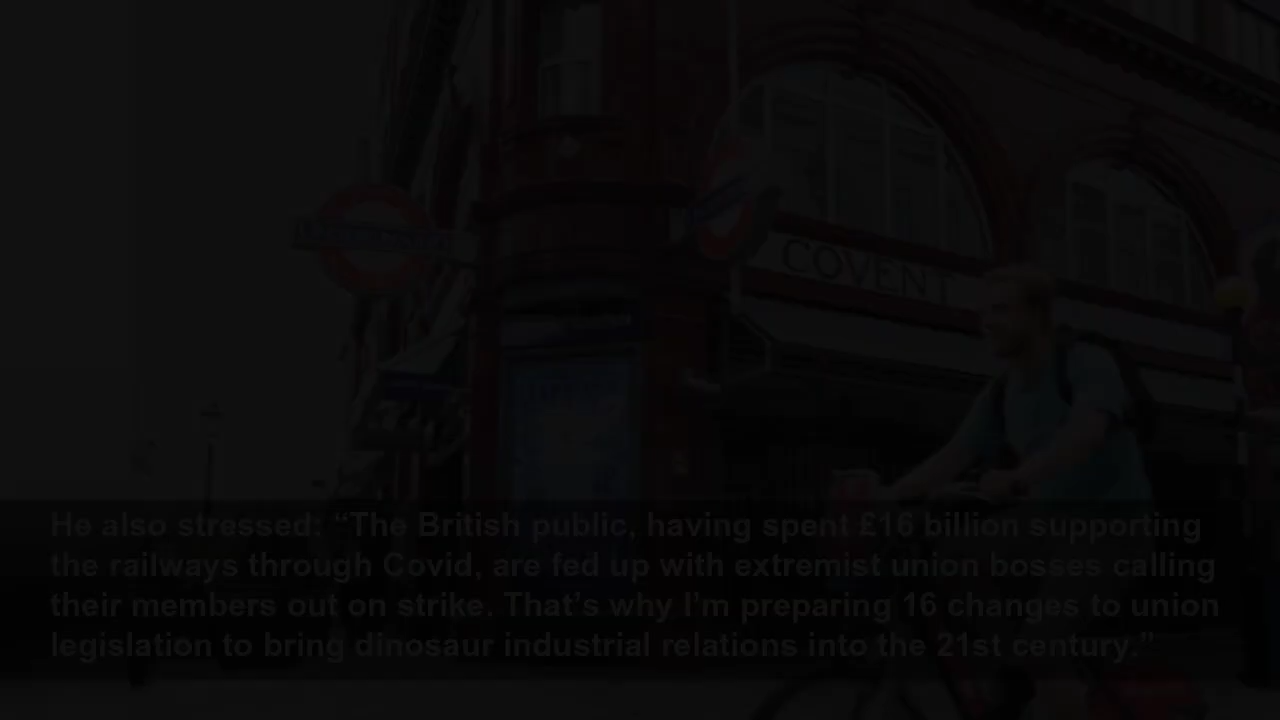 UNDERGROUND
COVENT
He also stressed: “The British public, having spent £16 billion supporting
the railways through Covid, are fed up with extremist union bosses calling
their members out on strike. That’s why I’m preparing 16 changes to union
legislation to bring dinosaur industrial relations into the 21st century.”